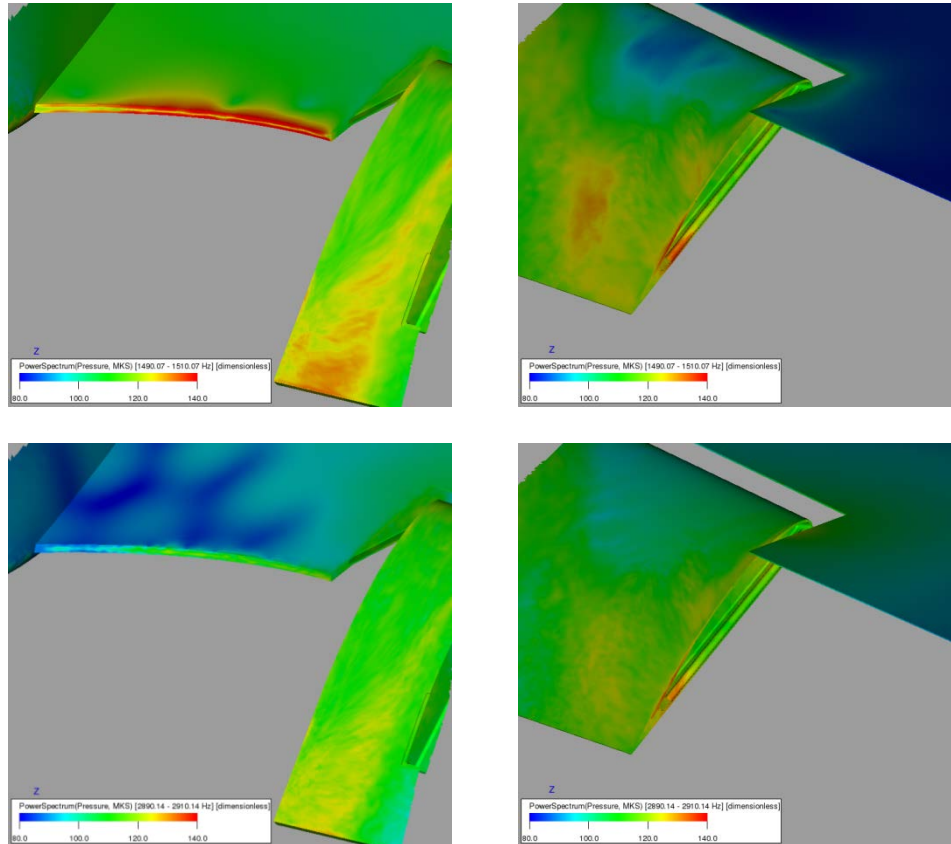 Z
PowerSpectrum(Pressure, MKS) [1490.07 - 1510.07 Hz] [dimensionless]
80.0 100.0 120.0 140.0
Z
PowerSpectrum(Pressure, MKS) [1490.07 - 1510.07 Hz] [dimensionless]
80.0 100.0 120.0 140.0
Z
PowerSpectrum(Pressure, MKS) [2890.14 - 2910.14 Hz] [dimensionless]
80.0 100.0 120.0 140.0
Z
PowerSpectrum(Pressure, MKS) [2890.14 - 2910.14 Hz] [dimensionless]
80.0 100.0 120.0 140.0